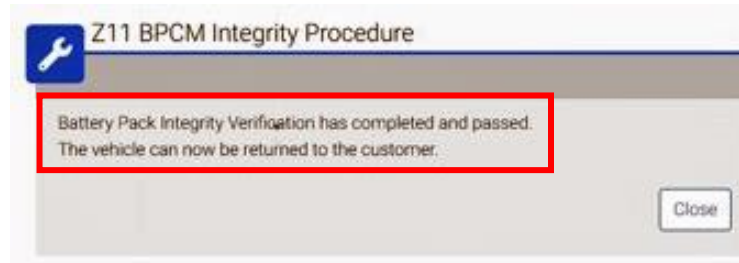 Z11 BPCM Integrity Procedure
Battery Pack Integrity Verification has completed and passed.
The vehicle can now be returned to the customer.
Close